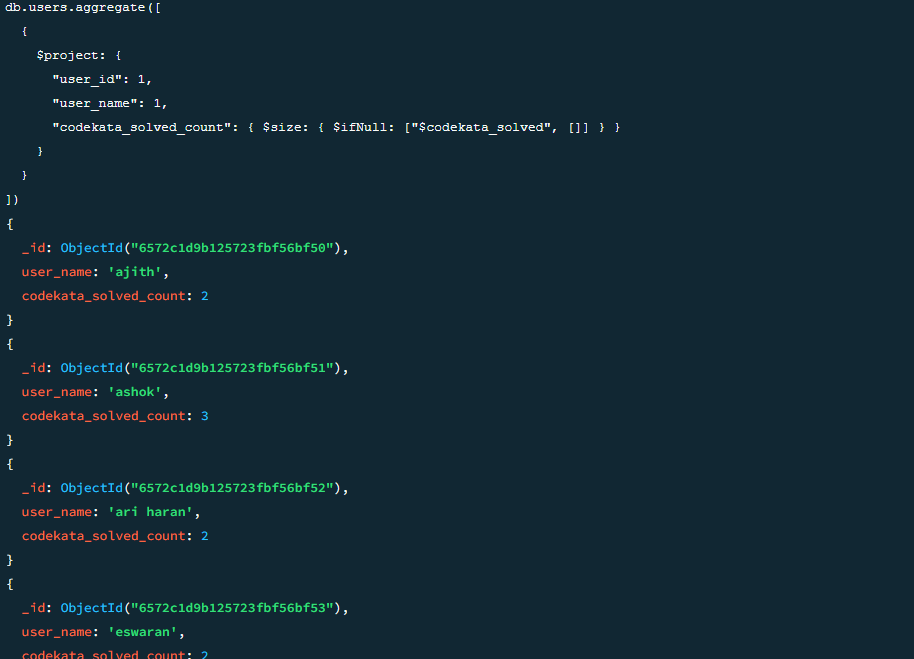 db.users.aggregate([
{
$project: {
"user_id": 1,
"user_name": 1,
"codekata_solved_count": { $size: { $ifNull: ["$codekata_solved", []] } }
}
}
])
{
_id: ObjectId("6572c1d9b125723fbf56bf50"),
user_name: 'ajith',
codekata_solved_count: 2
}
{
_id: ObjectId("6572c1d9b125723fbf56bf51"),
user_name: 'ashok',
codekata_solved_count: 3
}
{
_id: ObjectId("6572c1d9b125723fbf56bf52"),
user_name: 'ari haran',
codekata_solved_count: 2
}
{
_id: ObjectId("6572c1d9b125723fbf56bf53"),
user_name: 'eswaran',
codekata_solved_count: 2